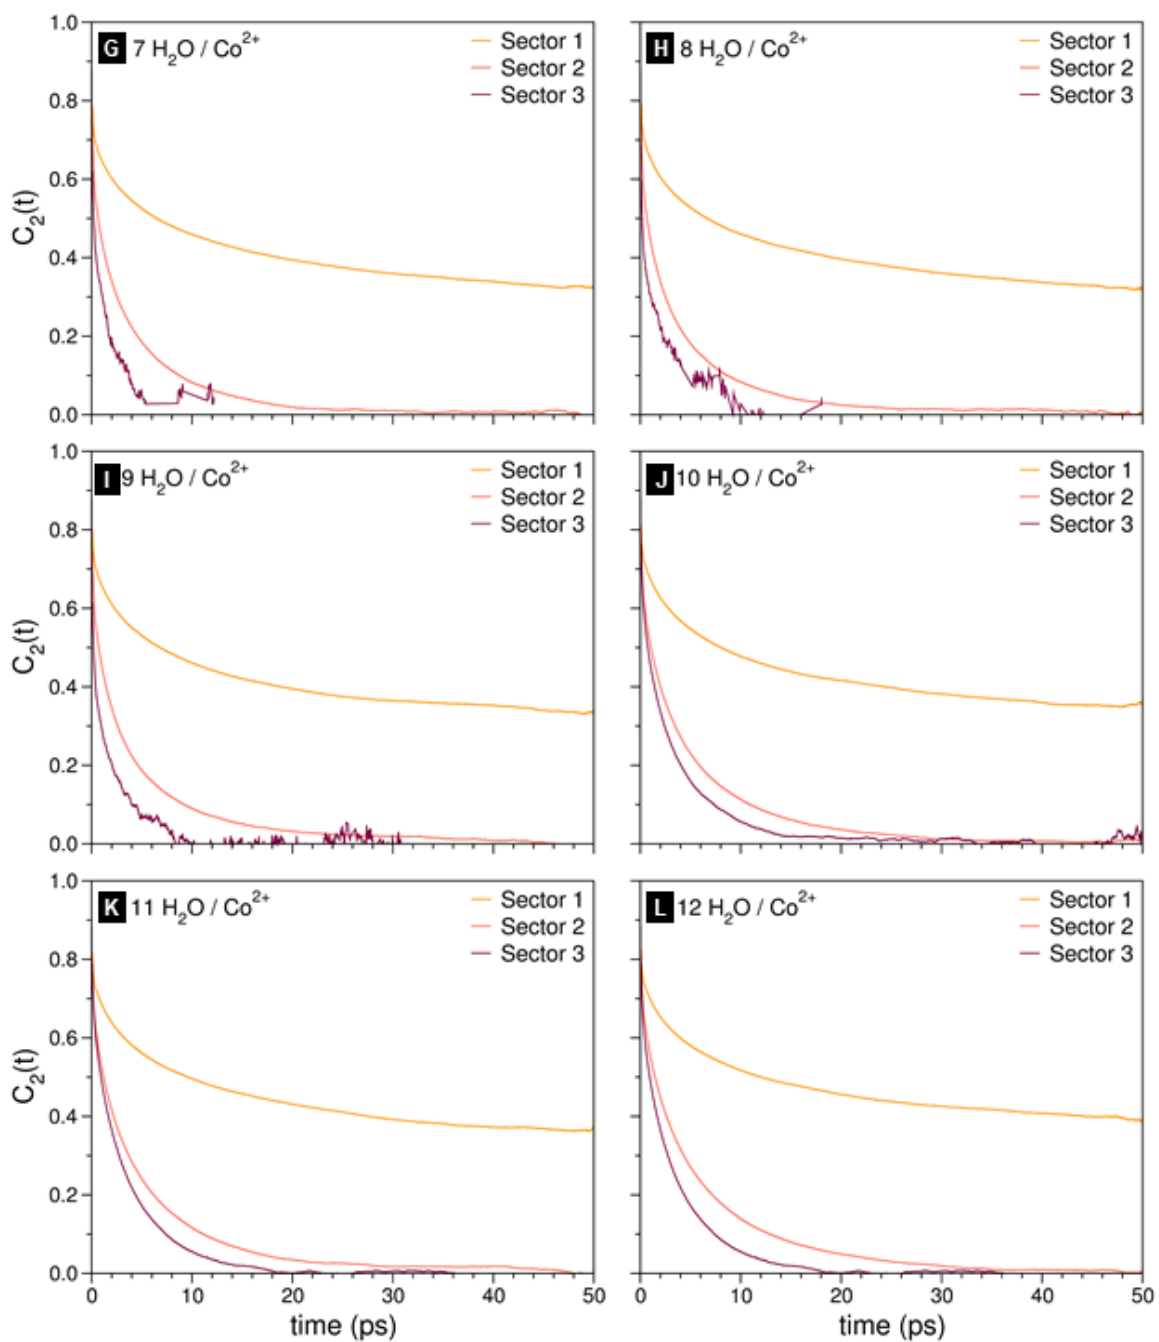 1.0
G 7 H₂O / Co²⁺
Sector 1
Sector 2
Sector 3
0.8
0.6
0.4
0.2
0.0
C₂(t)
H 8 H₂O / Co²⁺
Sector 1
Sector 2
Sector 3
1.0
I 9 H₂O / Co²⁺
Sector 1
Sector 2
Sector 3
0.8
0.6
0.4
0.2
0.0
C₂(t)
J 10 H₂O / Co²⁺
Sector 1
Sector 2
Sector 3
1.0
K 11 H₂O / Co²⁺
Sector 1
Sector 2
Sector 3
0.8
0.6
0.4
0.2
0.0
C₂(t)
0 10 20 30 40 50
time (ps)
L 12 H₂O / Co²⁺
Sector 1
Sector 2
Sector 3
0 10 20 30 40 50
time (ps)